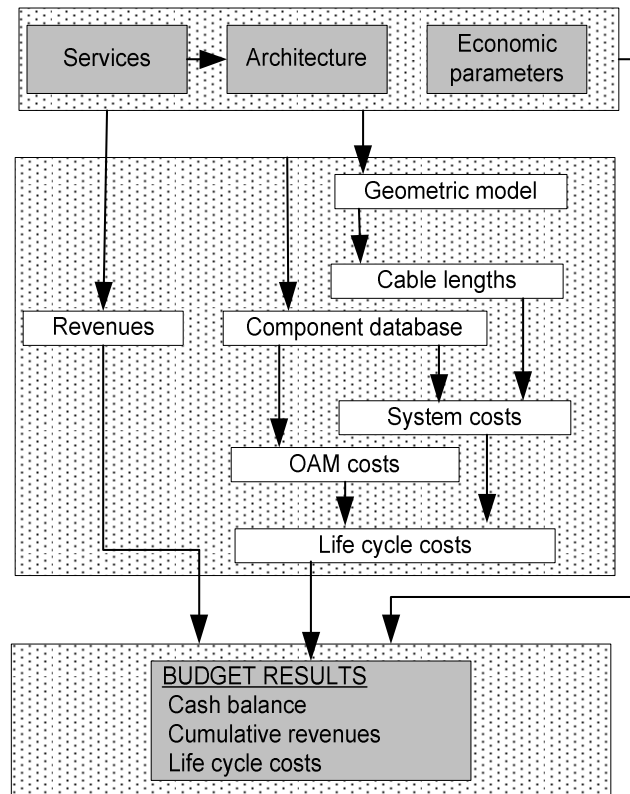 Services
Architecture
Economic
parameters
Geometric model
Cable lengths
Revenues
Component database
System costs
OAM costs
Life cycle costs
BUDGET RESULTS
Cash balance
Cumulative revenues
Life cycle costs